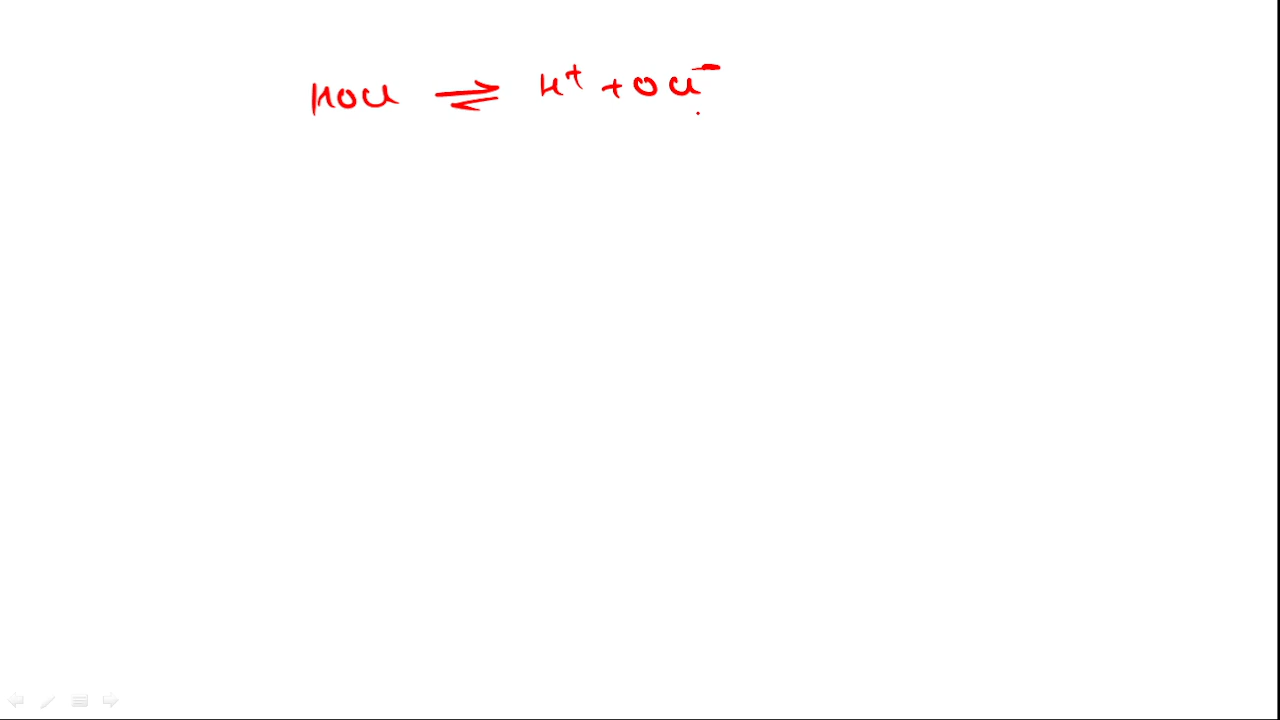 HOCl ⇌ H⁺ + OCl⁻